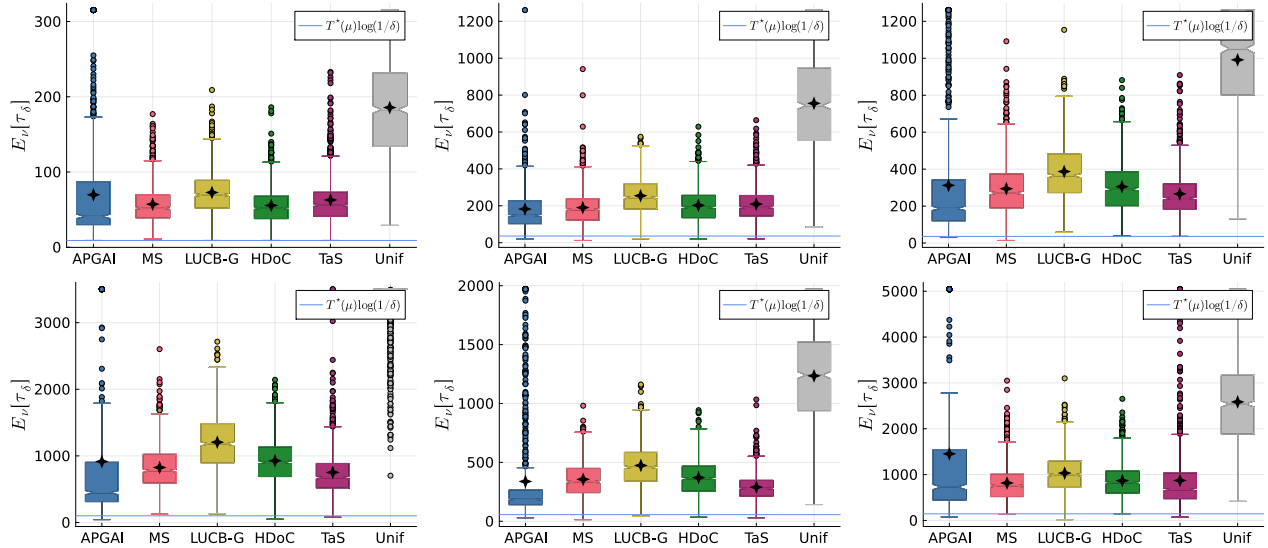 300
200
100
0
E_ν[τ_δ]
T*(μ)log(1/δ)
APGAI MS LUCB-G HDoC TaS Unif
1200
1000
800
600
400
200
0
E_ν[τ_δ]
T*(μ)log(1/δ)
APGAI MS LUCB-G HDoC TaS Unif
1200
1000
800
600
400
200
0
E_ν[τ_δ]
T*(μ)log(1/δ)
APGAI MS LUCB-G HDoC TaS Unif
3000
2000
1000
0
E_ν[τ_δ]
T*(μ)log(1/δ)
APGAI MS LUCB-G HDoC TaS Unif
2000
1500
1000
500
0
E_ν[τ_δ]
T*(μ)log(1/δ)
APGAI MS LUCB-G HDoC TaS Unif
5000
4000
3000
2000
1000
0
E_ν[τ_δ]
T*(μ)log(1/δ)
APGAI MS LUCB-G HDoC TaS Unif